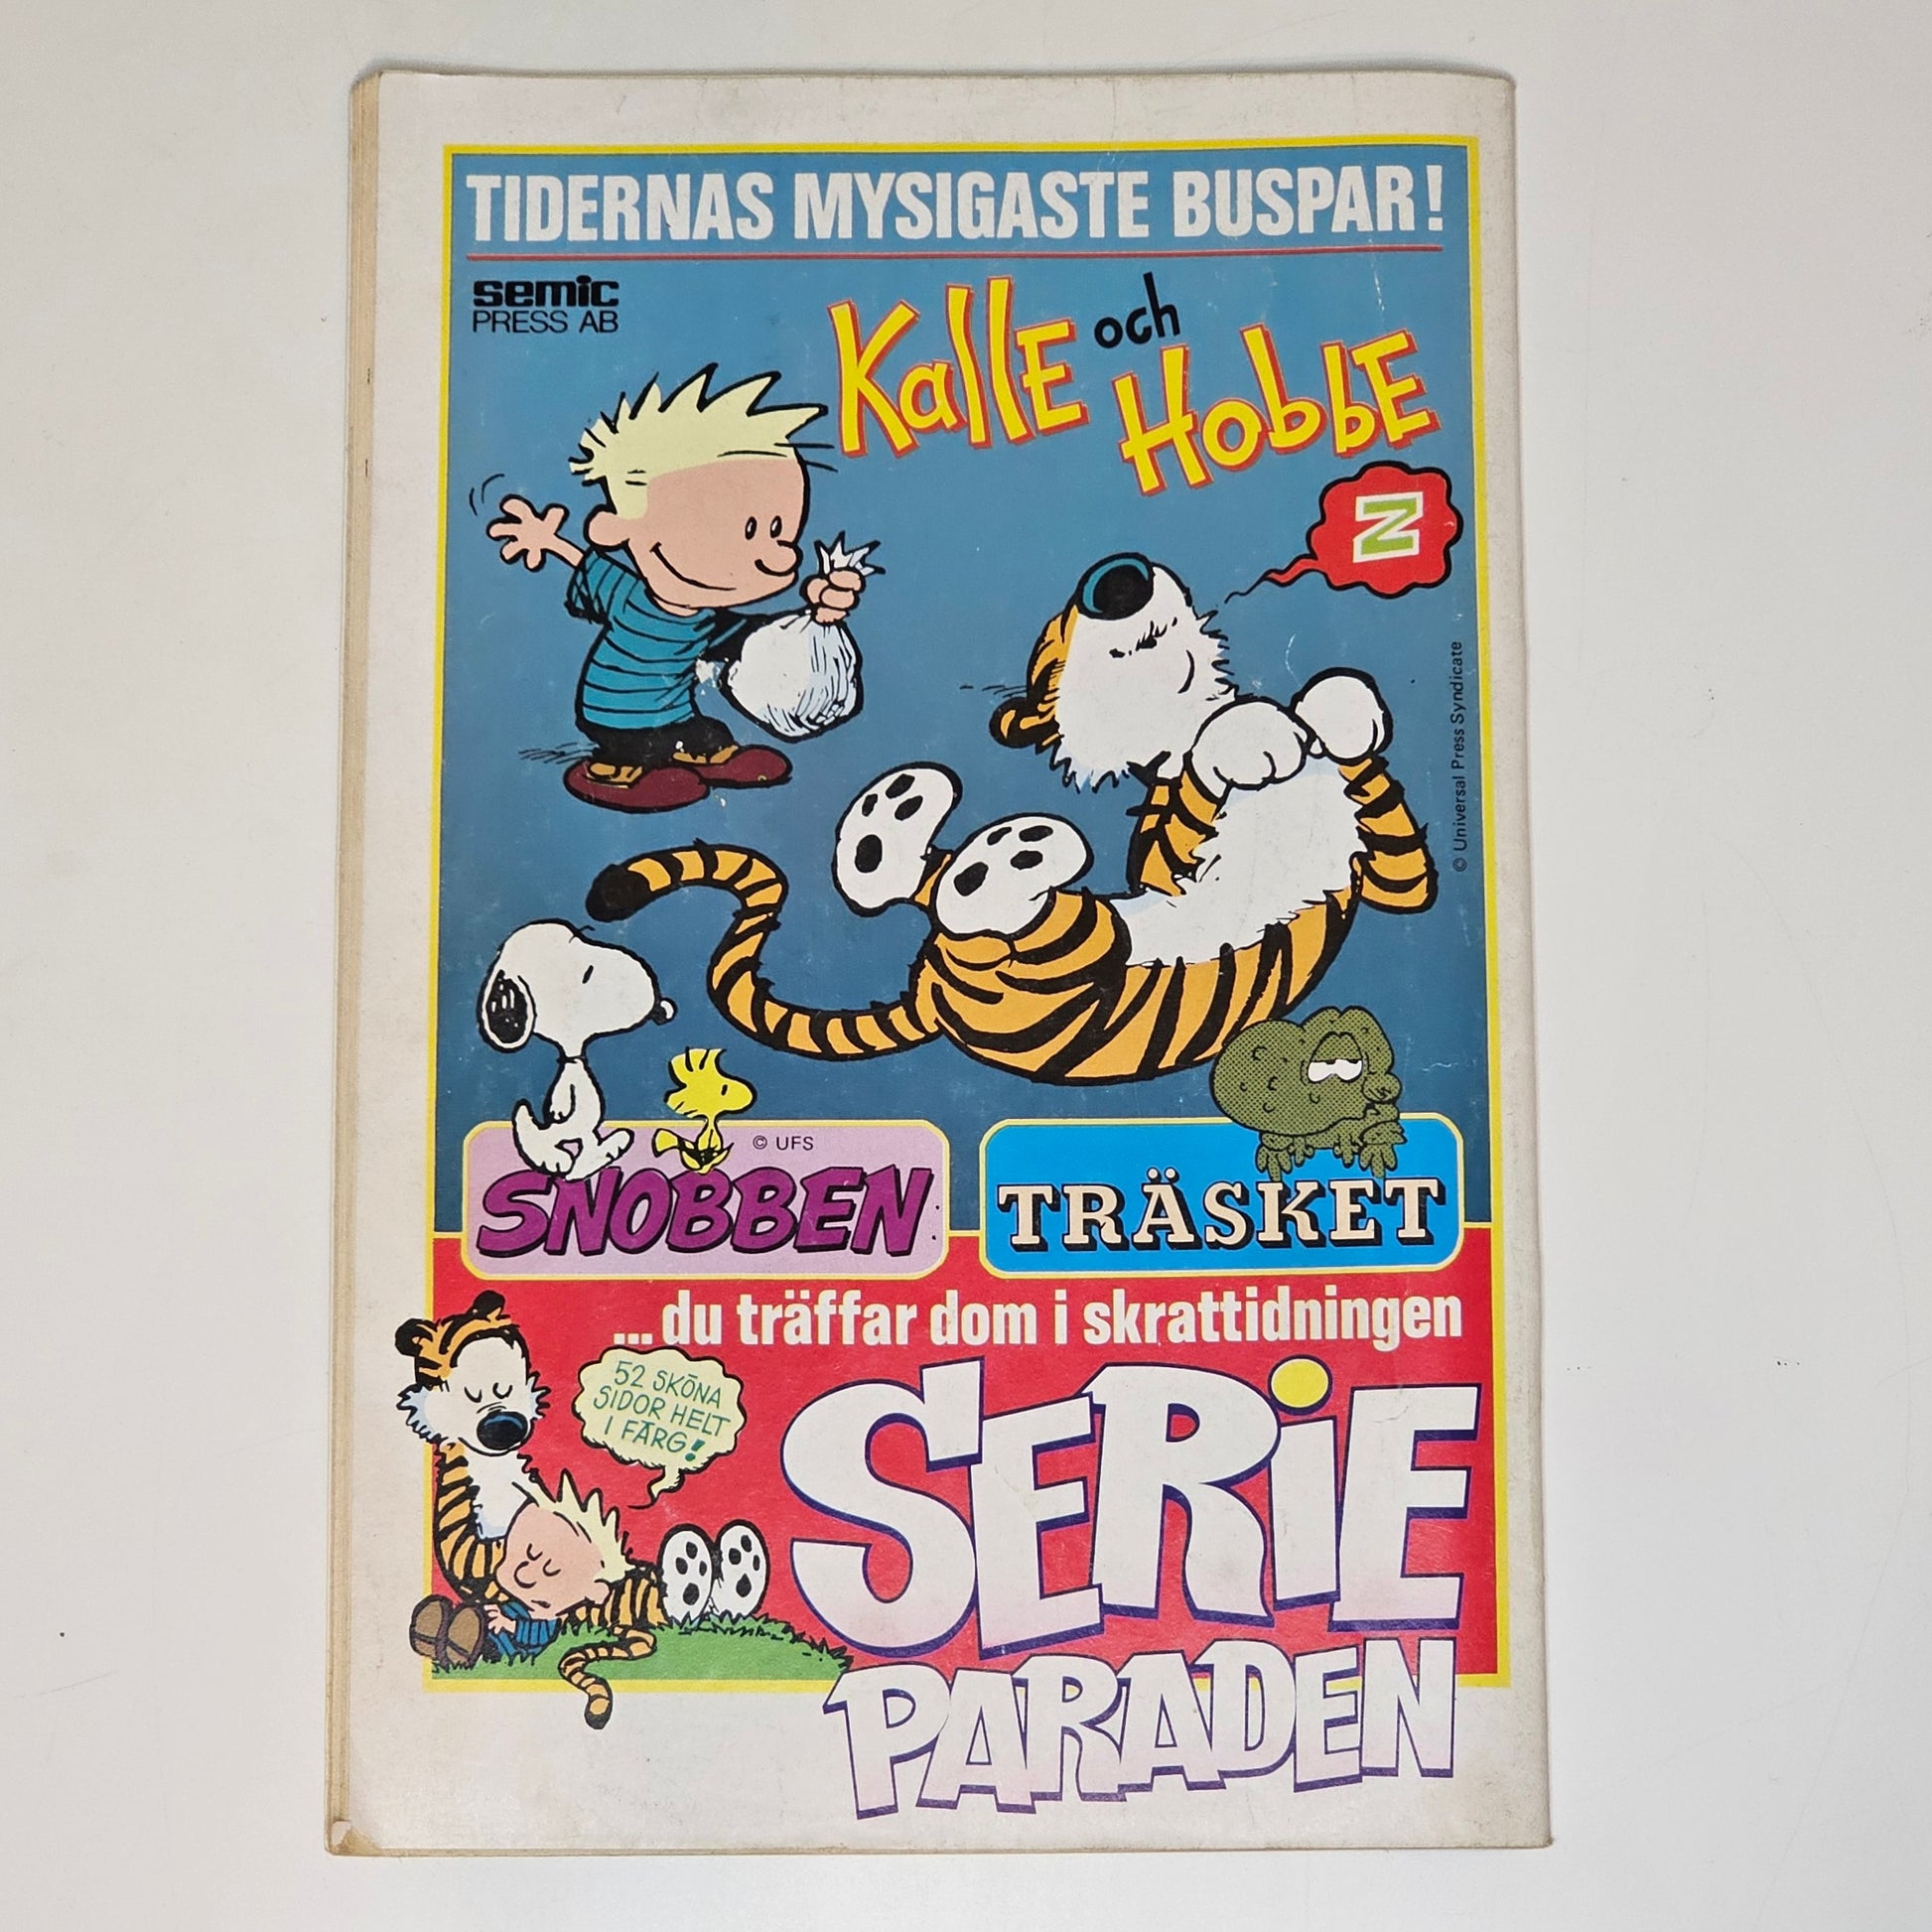 TIDERNAS MYSIGASTE BUSPAR!
semic
PRESS AB
KallE och
HobbE
Z
© Universal Press Syndicate
© UFS
SNOBBEN
TRÄSKET
...du träffar dom i skrattidningen
52 SKÖNA
SIDOR HELT
I FÄRG!
SERiE
PARADEN